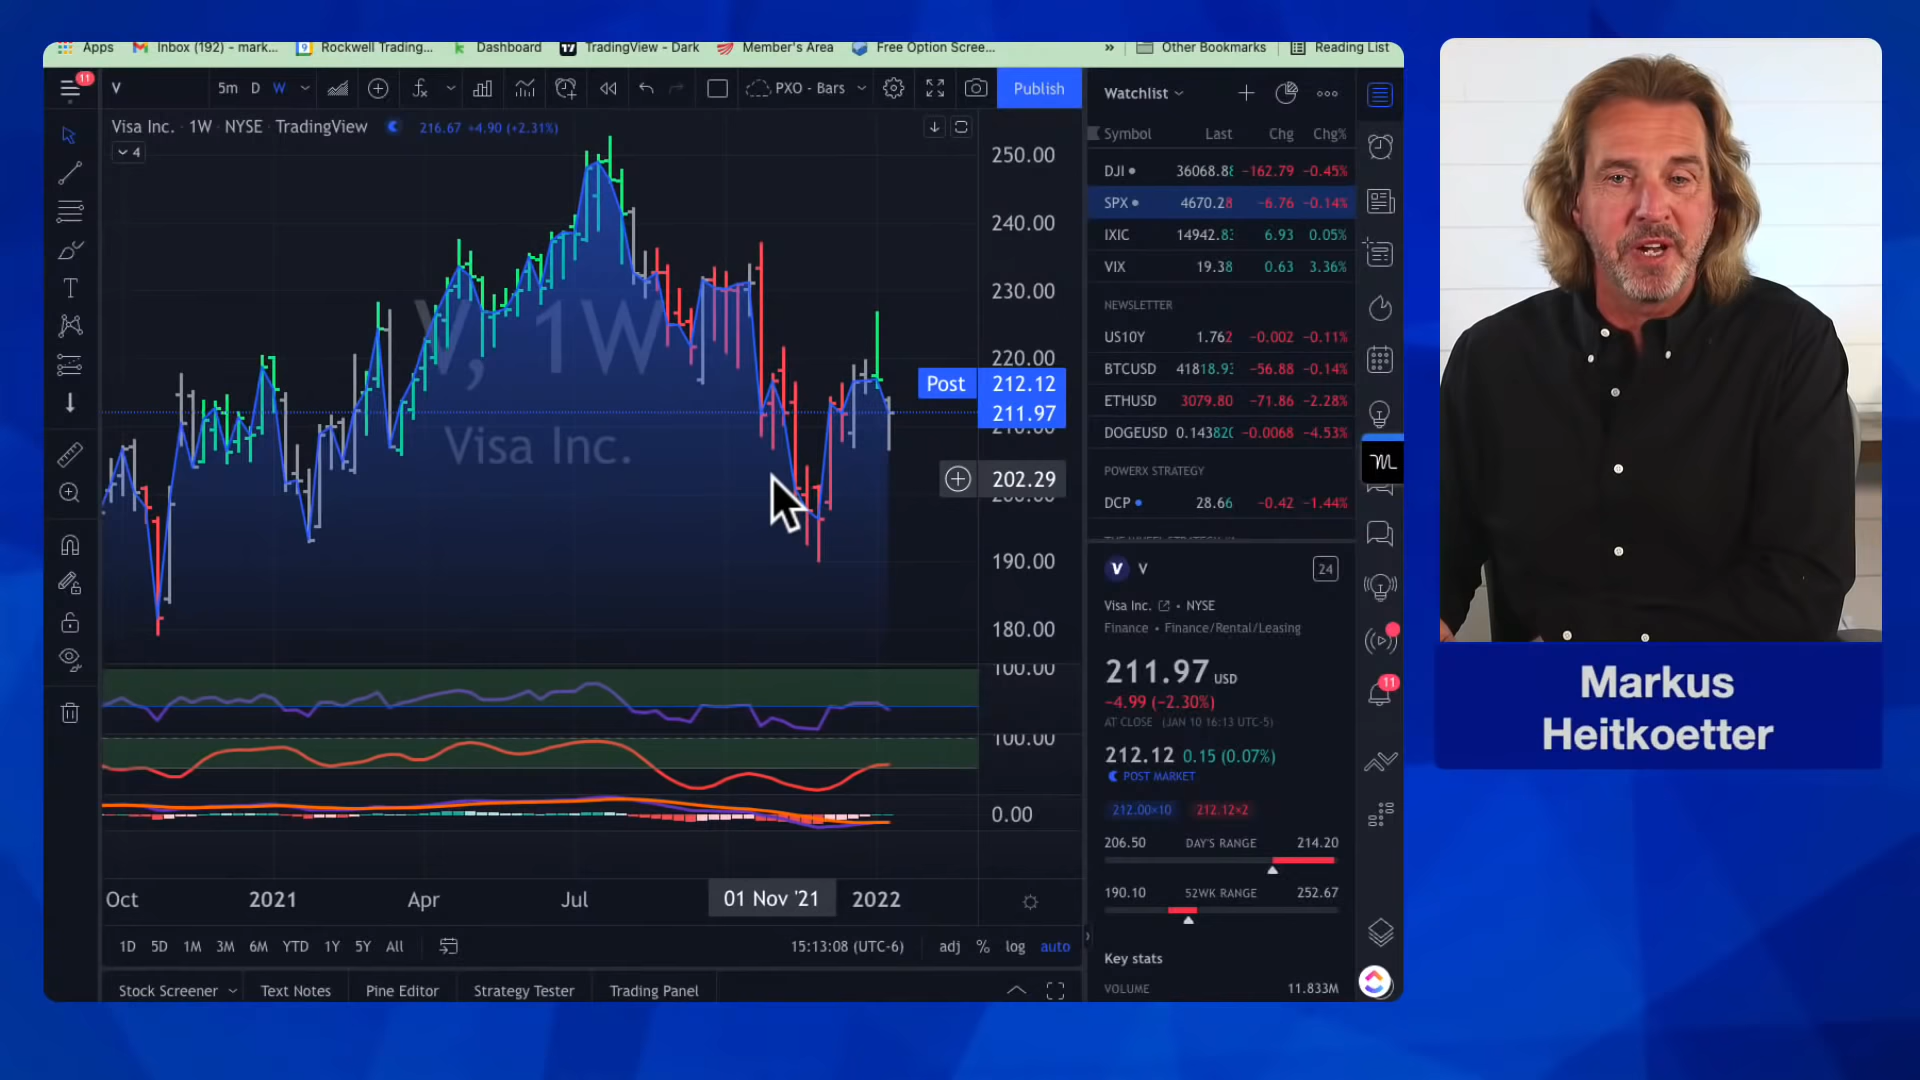 Apps
Inbox (192) - mark...
Rockwell Trading...
Dashboard
TradingView - Dark
Member's Area
Free Option Scree...
»
Other Bookmarks
Reading List
11
V
5m D W
PXO - Bars
Publish
Visa Inc. · 1W · NYSE · TradingView
216.67 +4.90 (+2.31%)
4
V, 1W
Visa Inc.
250.00
240.00
230.00
220.00
Post 212.12
211.97
202.29
190.00
180.00
100.00
100.00
0.00
Oct 2021 Apr Jul 01 Nov '21 2022
1D 5D 1M 3M 6M YTD 1Y 5Y All
15:13:08 (UTC-6)
adj % log auto
Stock Screener
Text Notes
Pine Editor
Strategy Tester
Trading Panel
Watchlist
Symbol Last Chg Chg%
DJI 36068.88 -162.79 -0.45%
SPX 4670.28 -6.76 -0.14%
IXIC 14942.83 6.93 0.05%
VIX 19.38 0.63 3.36%
NEWSLETTER
US10Y 1.762 -0.002 -0.11%
BTCUSD 41818.93 -56.88 -0.14%
ETHUSD 3079.80 -71.86 -2.28%
DOGEUSD 0.143820 -0.0068 -4.53%
POWERX STRATEGY
DCP 28.66 -0.42 -1.44%
V V
24
Visa Inc. • NYSE
Finance • Finance/Rental/Leasing
211.97 USD
-4.99 (-2.30%)
AT CLOSE (JAN 10 16:13 UTC-5)
212.12 0.15 (0.07%)
POST MARKET
212.00×10 212.12×2
206.50 DAY'S RANGE 214.20
190.10 52WK RANGE 252.67
Key stats
VOLUME 11.833M
11
Markus
Heitkoetter